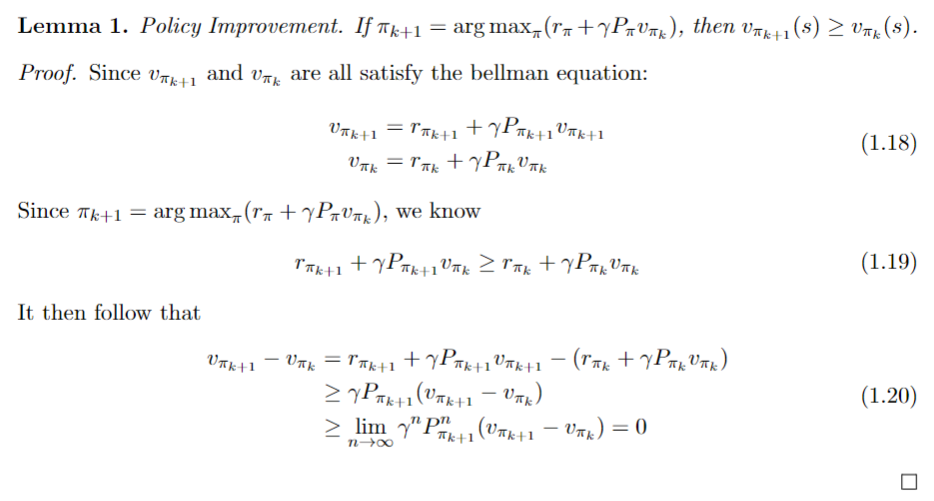 Lemma 1. Policy Improvement. If π_{k+1} = arg max_π(r_π + γP_π v_{π_k}), then v_{π_{k+1}}(s) ≥ v_{π_k}(s).
Proof. Since v_{π_{k+1}} and v_{π_k} are all satisfy the bellman equation:
v_{π_{k+1}} = r_{π_{k+1}} + γP_{π_{k+1}} v_{π_{k+1}}
v_{π_k} = r_{π_k} + γP_{π_k} v_{π_k}
(1.18)
Since π_{k+1} = arg max_π(r_π + γP_π v_{π_k}), we know
r_{π_{k+1}} + γP_{π_{k+1}} v_{π_k} ≥ r_{π_k} + γP_{π_k} v_{π_k} (1.19)
It then follow that
v_{π_{k+1}} − v_{π_k} = r_{π_{k+1}} + γP_{π_{k+1}} v_{π_{k+1}} − (r_{π_k} + γP_{π_k} v_{π_k})
≥ γP_{π_{k+1}}(v_{π_{k+1}} − v_{π_k}) (1.20)
≥ lim_{n→∞} γ^n P^n_{π_{k+1}}(v_{π_{k+1}} − v_{π_k}) = 0
□